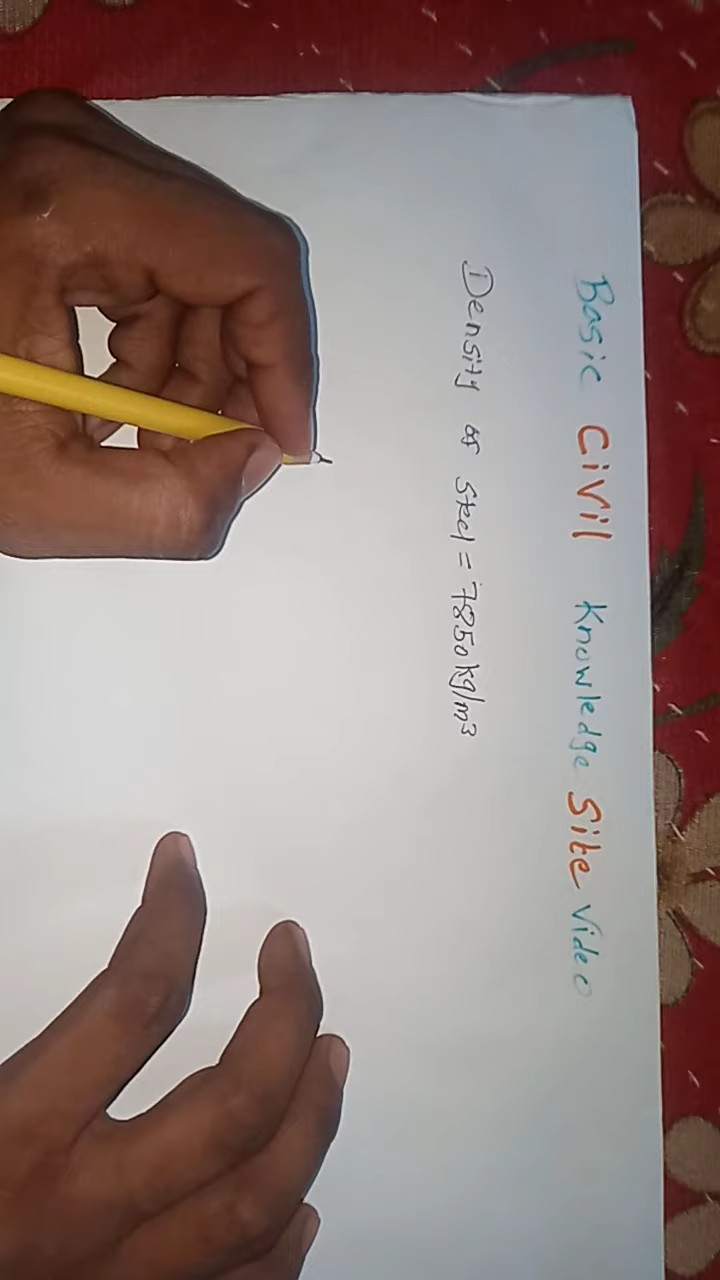 Basic Civil Knowledge Site Video
Density of Steel = 7850 kg/m³